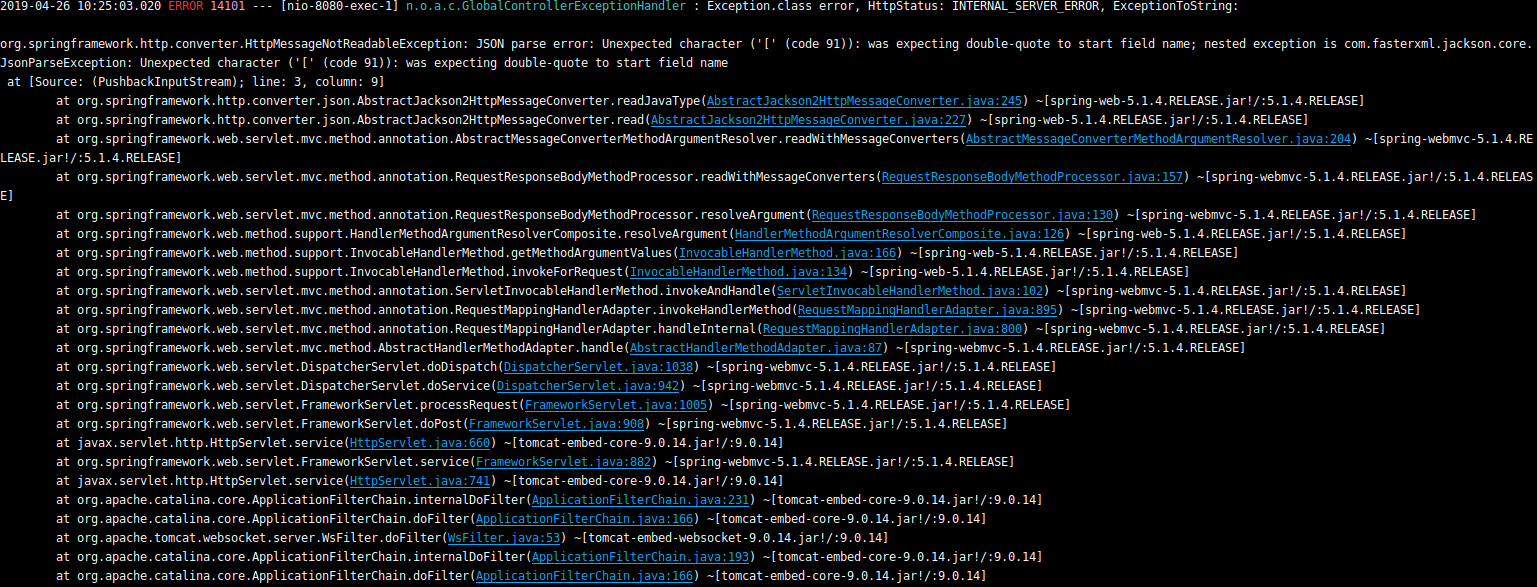 2019-04-26 10:25:03.020 ERROR 14101 --- [nio-8080-exec-1] n.o.a.c.GlobalControllerExceptionHandler : Exception.class error, HttpStatus: INTERNAL_SERVER_ERROR, ExceptionToString:
org.springframework.http.converter.HttpMessageNotReadableException: JSON parse error: Unexpected character ('[' (code 91)): was expecting double-quote to start field name; nested exception is com.fasterxml.jackson.core.
JsonParseException: Unexpected character ('[' (code 91)): was expecting double-quote to start field name
 at [Source: (PushbackInputStream); line: 3, column: 9]
        at org.springframework.http.converter.json.AbstractJackson2HttpMessageConverter.readJavaType(AbstractJackson2HttpMessageConverter.java:245) ~[spring-web-5.1.4.RELEASE.jar!/:5.1.4.RELEASE]
        at org.springframework.http.converter.json.AbstractJackson2HttpMessageConverter.read(AbstractJackson2HttpMessageConverter.java:227) ~[spring-web-5.1.4.RELEASE.jar!/:5.1.4.RELEASE]
        at org.springframework.web.servlet.mvc.method.annotation.AbstractMessageConverterMethodArgumentResolver.readWithMessageConverters(AbstractMessageConverterMethodArgumentResolver.java:204) ~[spring-webmvc-5.1.4.RE
LEASE.jar!/:5.1.4.RELEASE]
        at org.springframework.web.servlet.mvc.method.annotation.RequestResponseBodyMethodProcessor.readWithMessageConverters(RequestResponseBodyMethodProcessor.java:157) ~[spring-webmvc-5.1.4.RELEASE.jar!/:5.1.4.RELEAS
E]
        at org.springframework.web.servlet.mvc.method.annotation.RequestResponseBodyMethodProcessor.resolveArgument(RequestResponseBodyMethodProcessor.java:130) ~[spring-webmvc-5.1.4.RELEASE.jar!/:5.1.4.RELEASE]
        at org.springframework.web.method.support.HandlerMethodArgumentResolverComposite.resolveArgument(HandlerMethodArgumentResolverComposite.java:126) ~[spring-web-5.1.4.RELEASE.jar!/:5.1.4.RELEASE]
        at org.springframework.web.method.support.InvocableHandlerMethod.getMethodArgumentValues(InvocableHandlerMethod.java:166) ~[spring-web-5.1.4.RELEASE.jar!/:5.1.4.RELEASE]
        at org.springframework.web.method.support.InvocableHandlerMethod.invokeForRequest(InvocableHandlerMethod.java:134) ~[spring-web-5.1.4.RELEASE.jar!/:5.1.4.RELEASE]
        at org.springframework.web.servlet.mvc.method.annotation.ServletInvocableHandlerMethod.invokeAndHandle(ServletInvocableHandlerMethod.java:102) ~[spring-webmvc-5.1.4.RELEASE.jar!/:5.1.4.RELEASE]
        at org.springframework.web.servlet.mvc.method.annotation.RequestMappingHandlerAdapter.invokeHandlerMethod(RequestMappingHandlerAdapter.java:895) ~[spring-webmvc-5.1.4.RELEASE.jar!/:5.1.4.RELEASE]
        at org.springframework.web.servlet.mvc.method.annotation.RequestMappingHandlerAdapter.handleInternal(RequestMappingHandlerAdapter.java:800) ~[spring-webmvc-5.1.4.RELEASE.jar!/:5.1.4.RELEASE]
        at org.springframework.web.servlet.mvc.method.AbstractHandlerMethodAdapter.handle(AbstractHandlerMethodAdapter.java:87) ~[spring-webmvc-5.1.4.RELEASE.jar!/:5.1.4.RELEASE]
        at org.springframework.web.servlet.DispatcherServlet.doDispatch(DispatcherServlet.java:1038) ~[spring-webmvc-5.1.4.RELEASE.jar!/:5.1.4.RELEASE]
        at org.springframework.web.servlet.DispatcherServlet.doService(DispatcherServlet.java:942) ~[spring-webmvc-5.1.4.RELEASE.jar!/:5.1.4.RELEASE]
        at org.springframework.web.servlet.FrameworkServlet.processRequest(FrameworkServlet.java:1005) ~[spring-webmvc-5.1.4.RELEASE.jar!/:5.1.4.RELEASE]
        at org.springframework.web.servlet.FrameworkServlet.doPost(FrameworkServlet.java:908) ~[spring-webmvc-5.1.4.RELEASE.jar!/:5.1.4.RELEASE]
        at javax.servlet.http.HttpServlet.service(HttpServlet.java:660) ~[tomcat-embed-core-9.0.14.jar!/:9.0.14]
        at org.springframework.web.servlet.FrameworkServlet.service(FrameworkServlet.java:882) ~[spring-webmvc-5.1.4.RELEASE.jar!/:5.1.4.RELEASE]
        at javax.servlet.http.HttpServlet.service(HttpServlet.java:741) ~[tomcat-embed-core-9.0.14.jar!/:9.0.14]
        at org.apache.catalina.core.ApplicationFilterChain.internalDoFilter(ApplicationFilterChain.java:231) ~[tomcat-embed-core-9.0.14.jar!/:9.0.14]
        at org.apache.catalina.core.ApplicationFilterChain.doFilter(ApplicationFilterChain.java:166) ~[tomcat-embed-core-9.0.14.jar!/:9.0.14]
        at org.apache.tomcat.websocket.server.WsFilter.doFilter(WsFilter.java:53) ~[tomcat-embed-websocket-9.0.14.jar!/:9.0.14]
        at org.apache.catalina.core.ApplicationFilterChain.internalDoFilter(ApplicationFilterChain.java:193) ~[tomcat-embed-core-9.0.14.jar!/:9.0.14]
        at org.apache.catalina.core.ApplicationFilterChain.doFilter(ApplicationFilterChain.java:166) ~[tomcat-embed-core-9.0.14.jar!/:9.0.14]